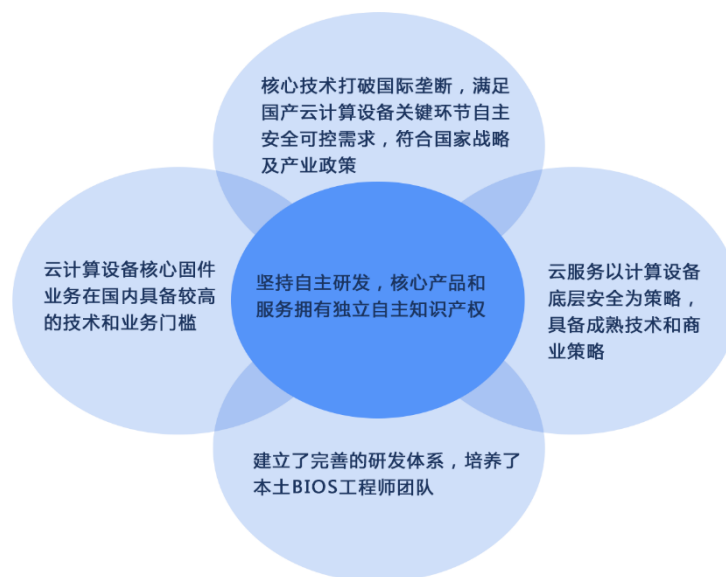 核心技术打破国际垄断，满足
国产云计算设备关键环节自主
安全可控需求，符合国家战略
及产业政策
云计算设备核心固件
业务在国内具备较高
的技术和业务门槛
坚持自主研发，核心产品和
服务拥有独立自主知识产权
云服务以计算设备
底层安全为策略，
具备成熟技术和商
业策略
建立了完善的研发体系，培养了
本土BIOS工程师团队